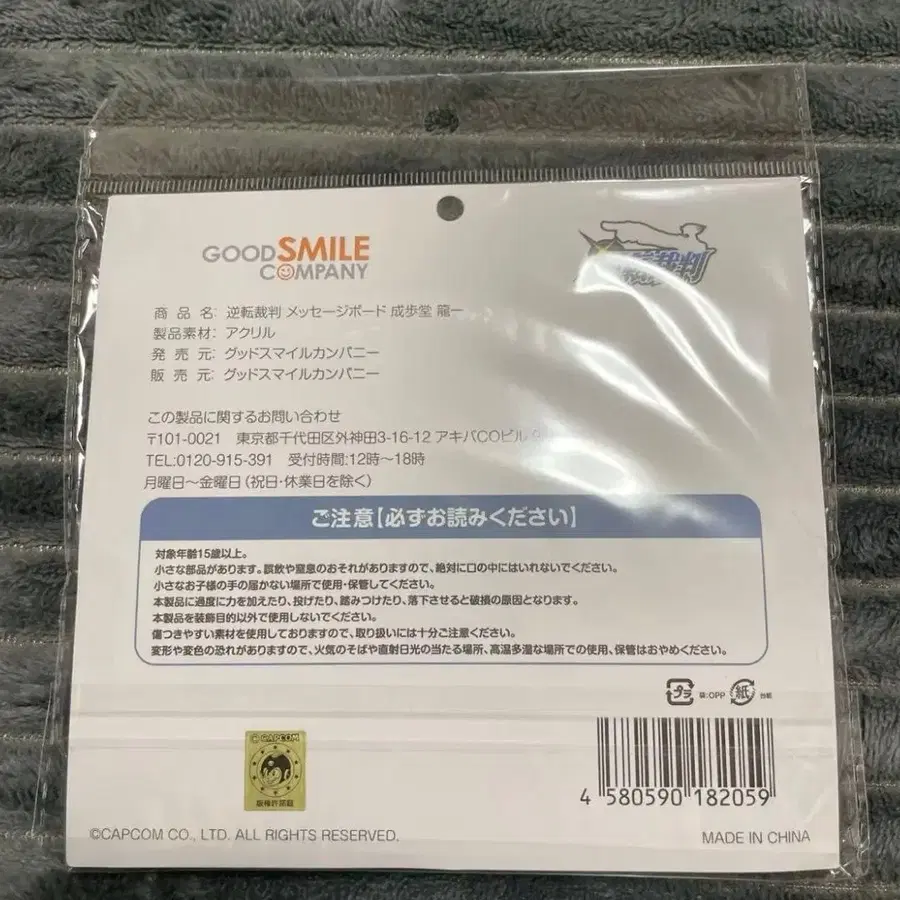 GOOD SMILE
COMPANY
裁判
商品名: 逆転裁判 メッセージボード 成歩堂 龍一
製品素材: アクリル
発売元: グッドスマイルカンパニー
販売元: グッドスマイルカンパニー
この製品に関するお問い合わせ
〒101-0021 東京都千代田区外神田3-16-12 アキバCOビル
TEL:0120-915-391 受付時間:12時～18時
月曜日～金曜日(祝日・休業日を除く)
ご注意【必ずお読みください】
対象年齢15歳以上。
小さな部品があります。誤飲や窒息のおそれがありますので、絶対に口の中にはいれないでください。
小さなお子様の手の届かない場所で使用・保管してください。
本製品に過度に力を加えたり、投げたり、踏みつけたり、落下させると破損の原因となります。
本製品を装飾目的以外で使用しないでください。
傷つきやすい素材を使用しておりますので、取り扱いには十分ご注意ください。
変形や変色の恐れがありますので、火気のそばや直射日光の当たる場所、高温多湿な場所での使用、保管はおやめください。
プラ 袋:OPP 紙 台紙
©CAPCOM
版権許諾証
4 580590 182059
©CAPCOM CO., LTD. ALL RIGHTS RESERVED.
MADE IN CHINA